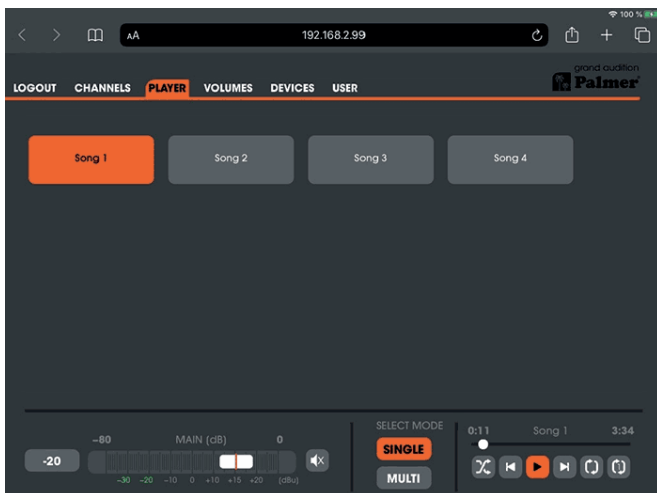 100 %
AA 192.168.2.99
grand audition
Palmer
LOGOUT CHANNELS PLAYER VOLUMES DEVICES USER
Song 1 Song 2 Song 3 Song 4
SELECT MODE
0:11 Song 1 3:34
−80 MAIN (dB) 0
SINGLE
-20
MULTI
−30 −20 −10 0 +10 +15 +20 (dBu)